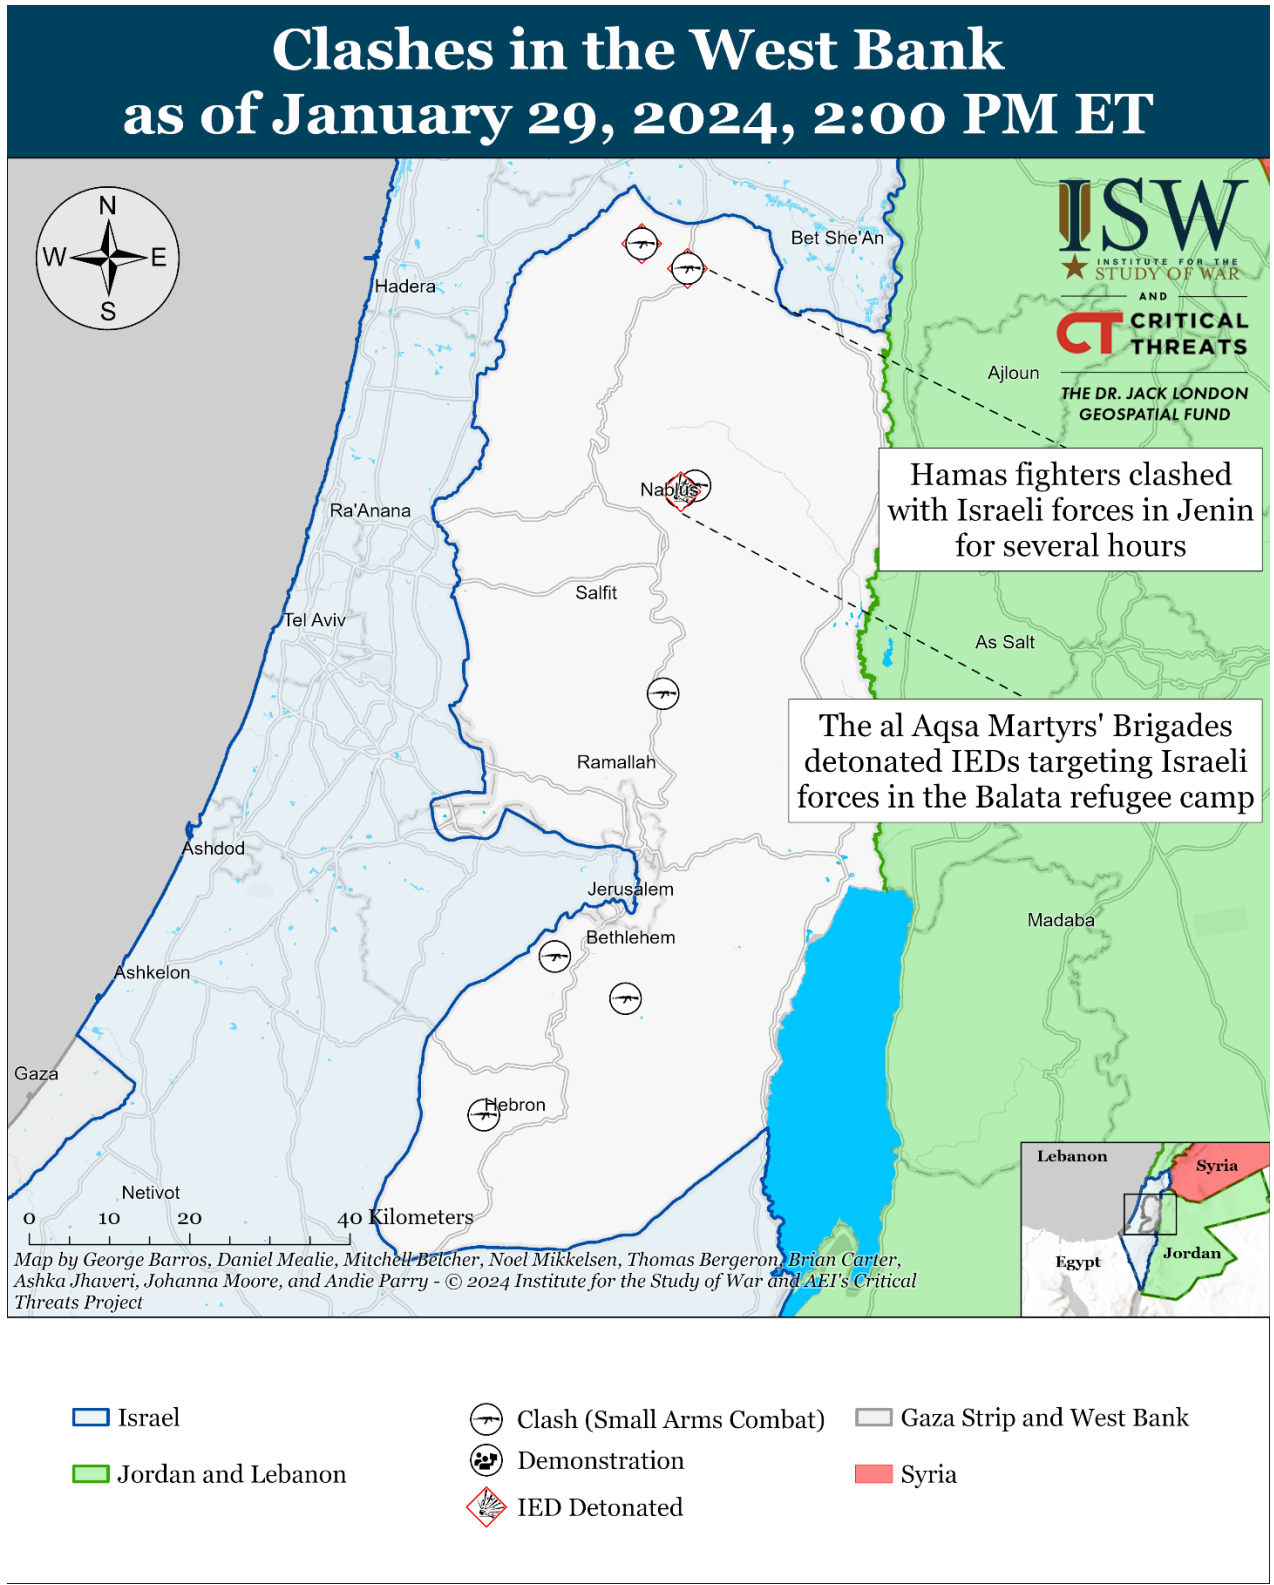 Clashes in the West Bank
as of January 29, 2024, 2:00 PM ET
N
W
E
S
ISW
INSTITUTE FOR THE
STUDY OF WAR
AND
CT CRITICAL
THREATS
THE DR. JACK LONDON
GEOSPATIAL FUND
Bet She'An
Hadera
Ajloun
Hamas fighters clashed
with Israeli forces in Jenin
for several hours
Nablus
Ra'Anana
Salfit
Tel Aviv
As Salt
The al Aqsa Martyrs' Brigades
detonated IEDs targeting Israeli
forces in the Balata refugee camp
Ramallah
Ashdod
Jerusalem
Madaba
Bethlehem
Ashkelon
Gaza
Hebron
Netivot
Lebanon
Syria
Egypt
Jordan
0 10 20 40 Kilometers
Map by George Barros, Daniel Mealie, Mitchell Belcher, Noel Mikkelsen, Thomas Bergeron, Brian Carter,
Ashka Jhaveri, Johanna Moore, and Andie Parry - © 2024 Institute for the Study of War and AEI's Critical
Threats Project
Israel
Jordan and Lebanon
Clash (Small Arms Combat)
Demonstration
IED Detonated
Gaza Strip and West Bank
Syria